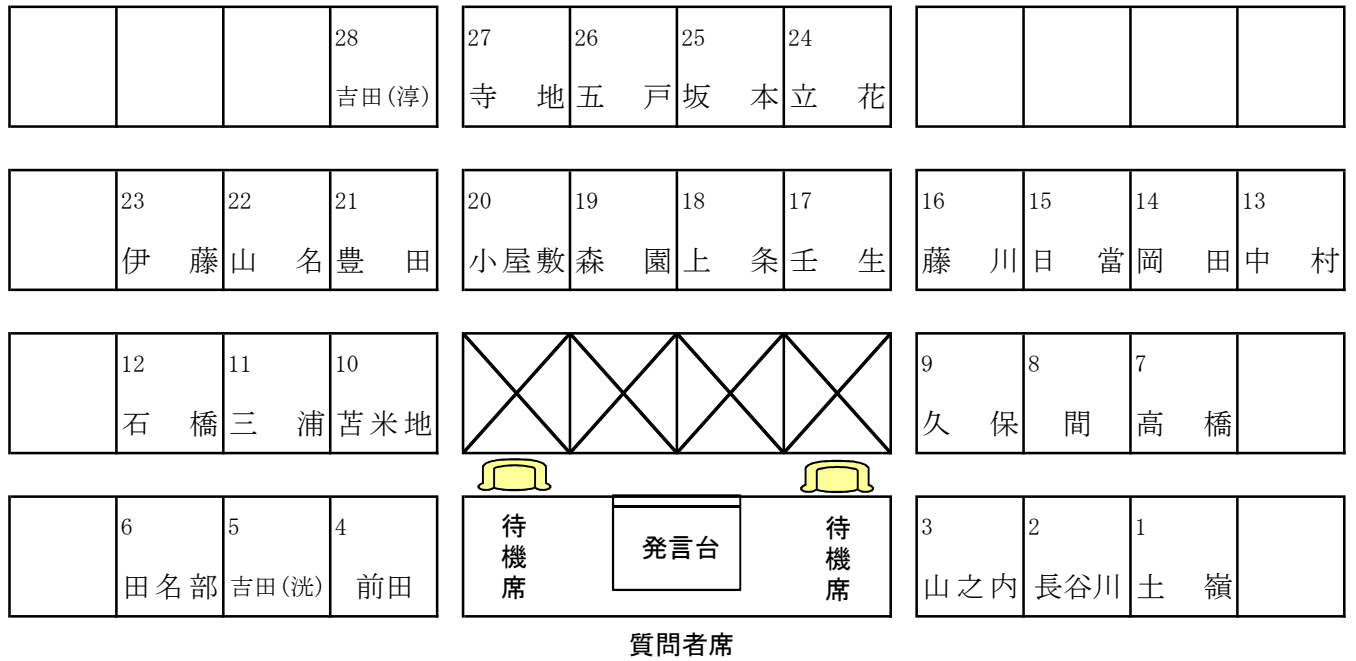 28 27 26 25 24
吉田(淳) 寺 地 五 戸 坂 本 立 花
23 22 21 20 19 18 17 16 15 14 13
伊 藤 山 名 豊 田 小屋敷 森 園 上 条 壬 生 藤 川 日 當 岡 田 中 村
12 11 10 9 8 7
石 橋 三 浦 苫米地 久 保 間 高 橋
6 5 4 3 2 1
田名部 吉田(洸) 前田 山之内 長谷川 土 嶺
待機席 発言台 待機席
質問者席